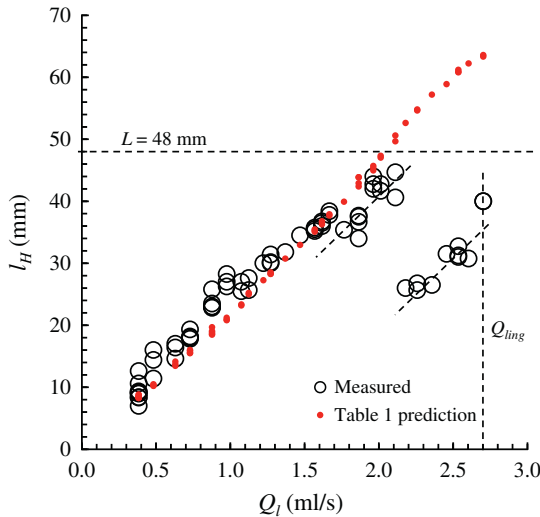 70
60
L = 48 mm
50
40
l_H (mm)
30
20
Q_ling
Measured
10
Table 1 prediction
0
0.0 0.5 1.0 1.5 2.0 2.5 3.0
Q_l (ml/s)